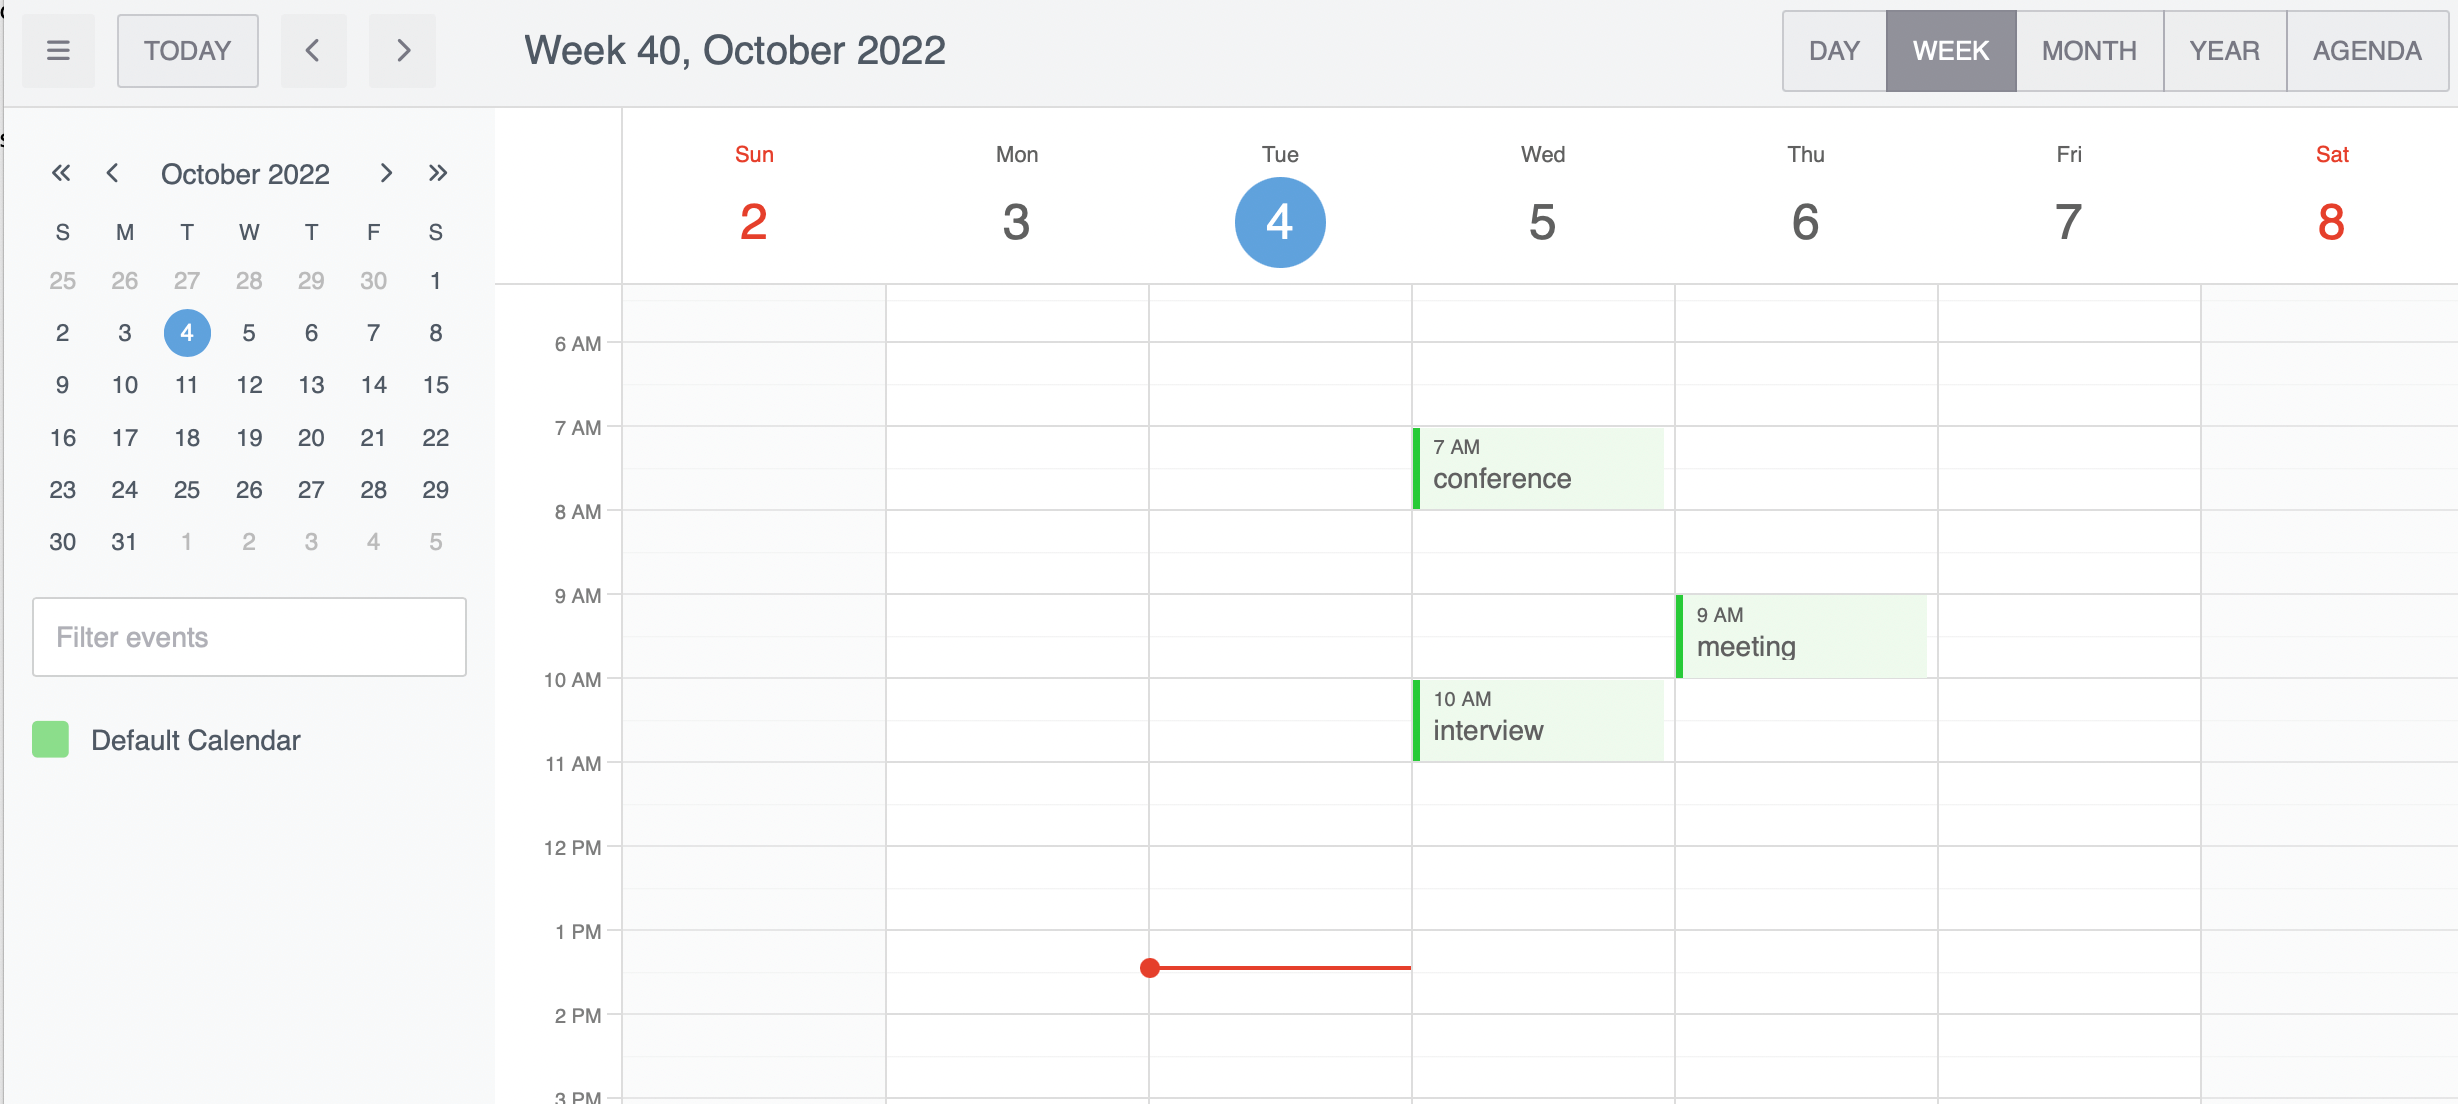 TODAY
Week 40, October 2022
DAY WEEK MONTH YEAR AGENDA
October 2022
S M T W T F S
25 26 27 28 29 30 1
2 3 4 5 6 7 8
9 10 11 12 13 14 15
16 17 18 19 20 21 22
23 24 25 26 27 28 29
30 31 1 2 3 4 5
Filter events
Default Calendar
Sun Mon Tue Wed Thu Fri Sat
2 3 4 5 6 7 8
6 AM
7 AM
7 AM
conference
8 AM
9 AM
9 AM
meeting
10 AM
10 AM
interview
11 AM
12 PM
1 PM
2 PM
3 PM